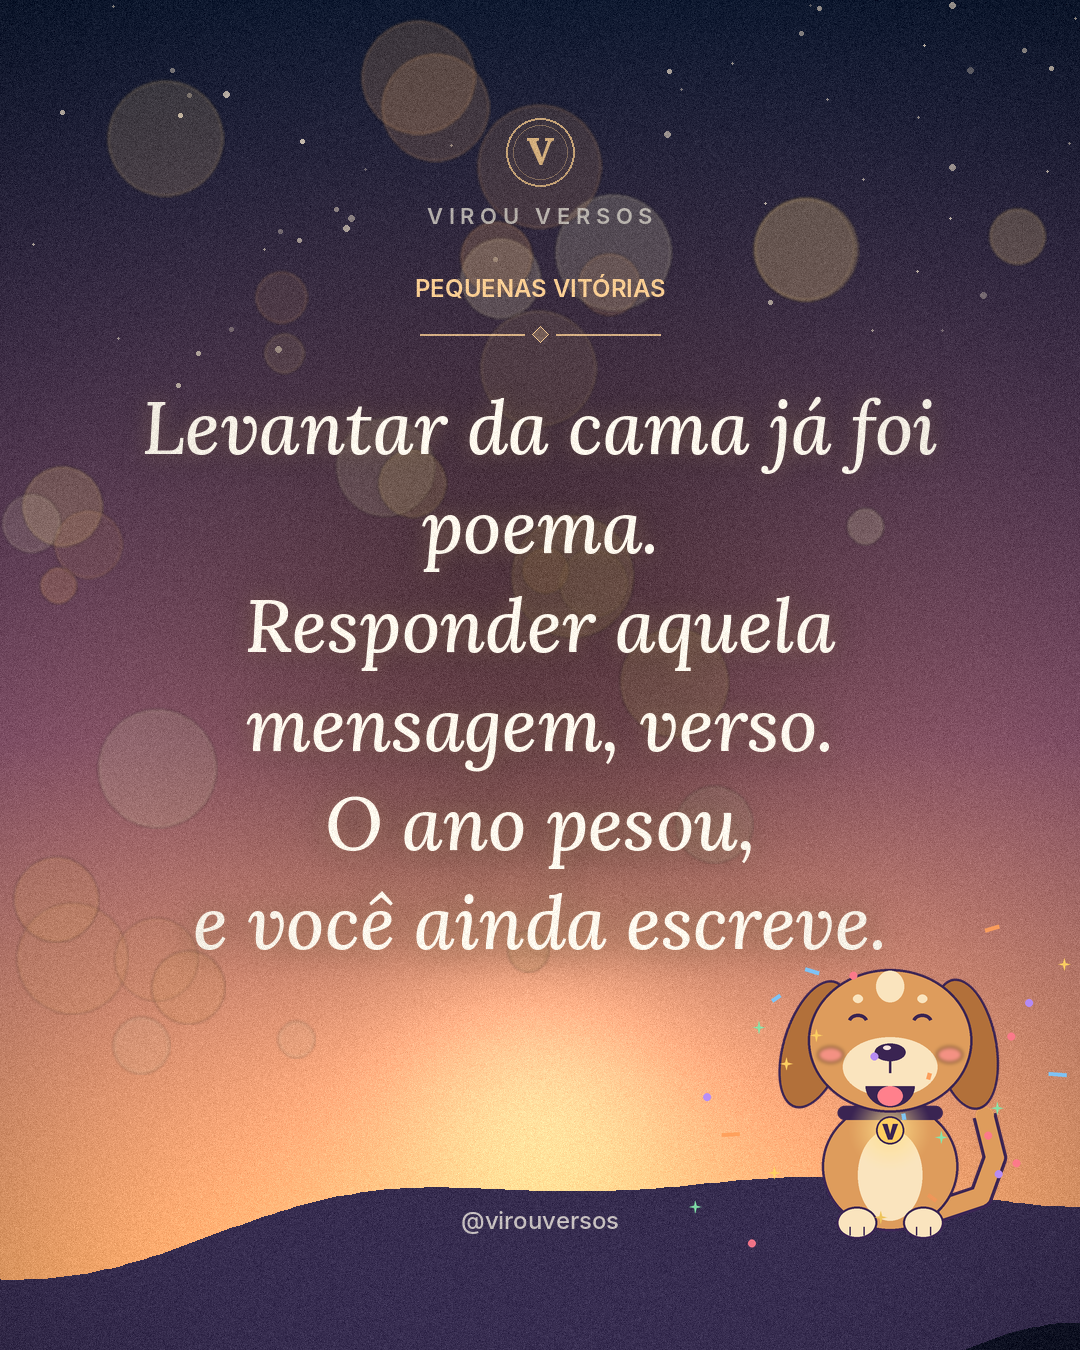 V
VIROU VERSOS
PEQUENAS VITÓRIAS
Levantar da cama já foi
poema.
Responder aquela
mensagem, verso.
O ano pesou,
e você ainda escreve.
V
@virouversos